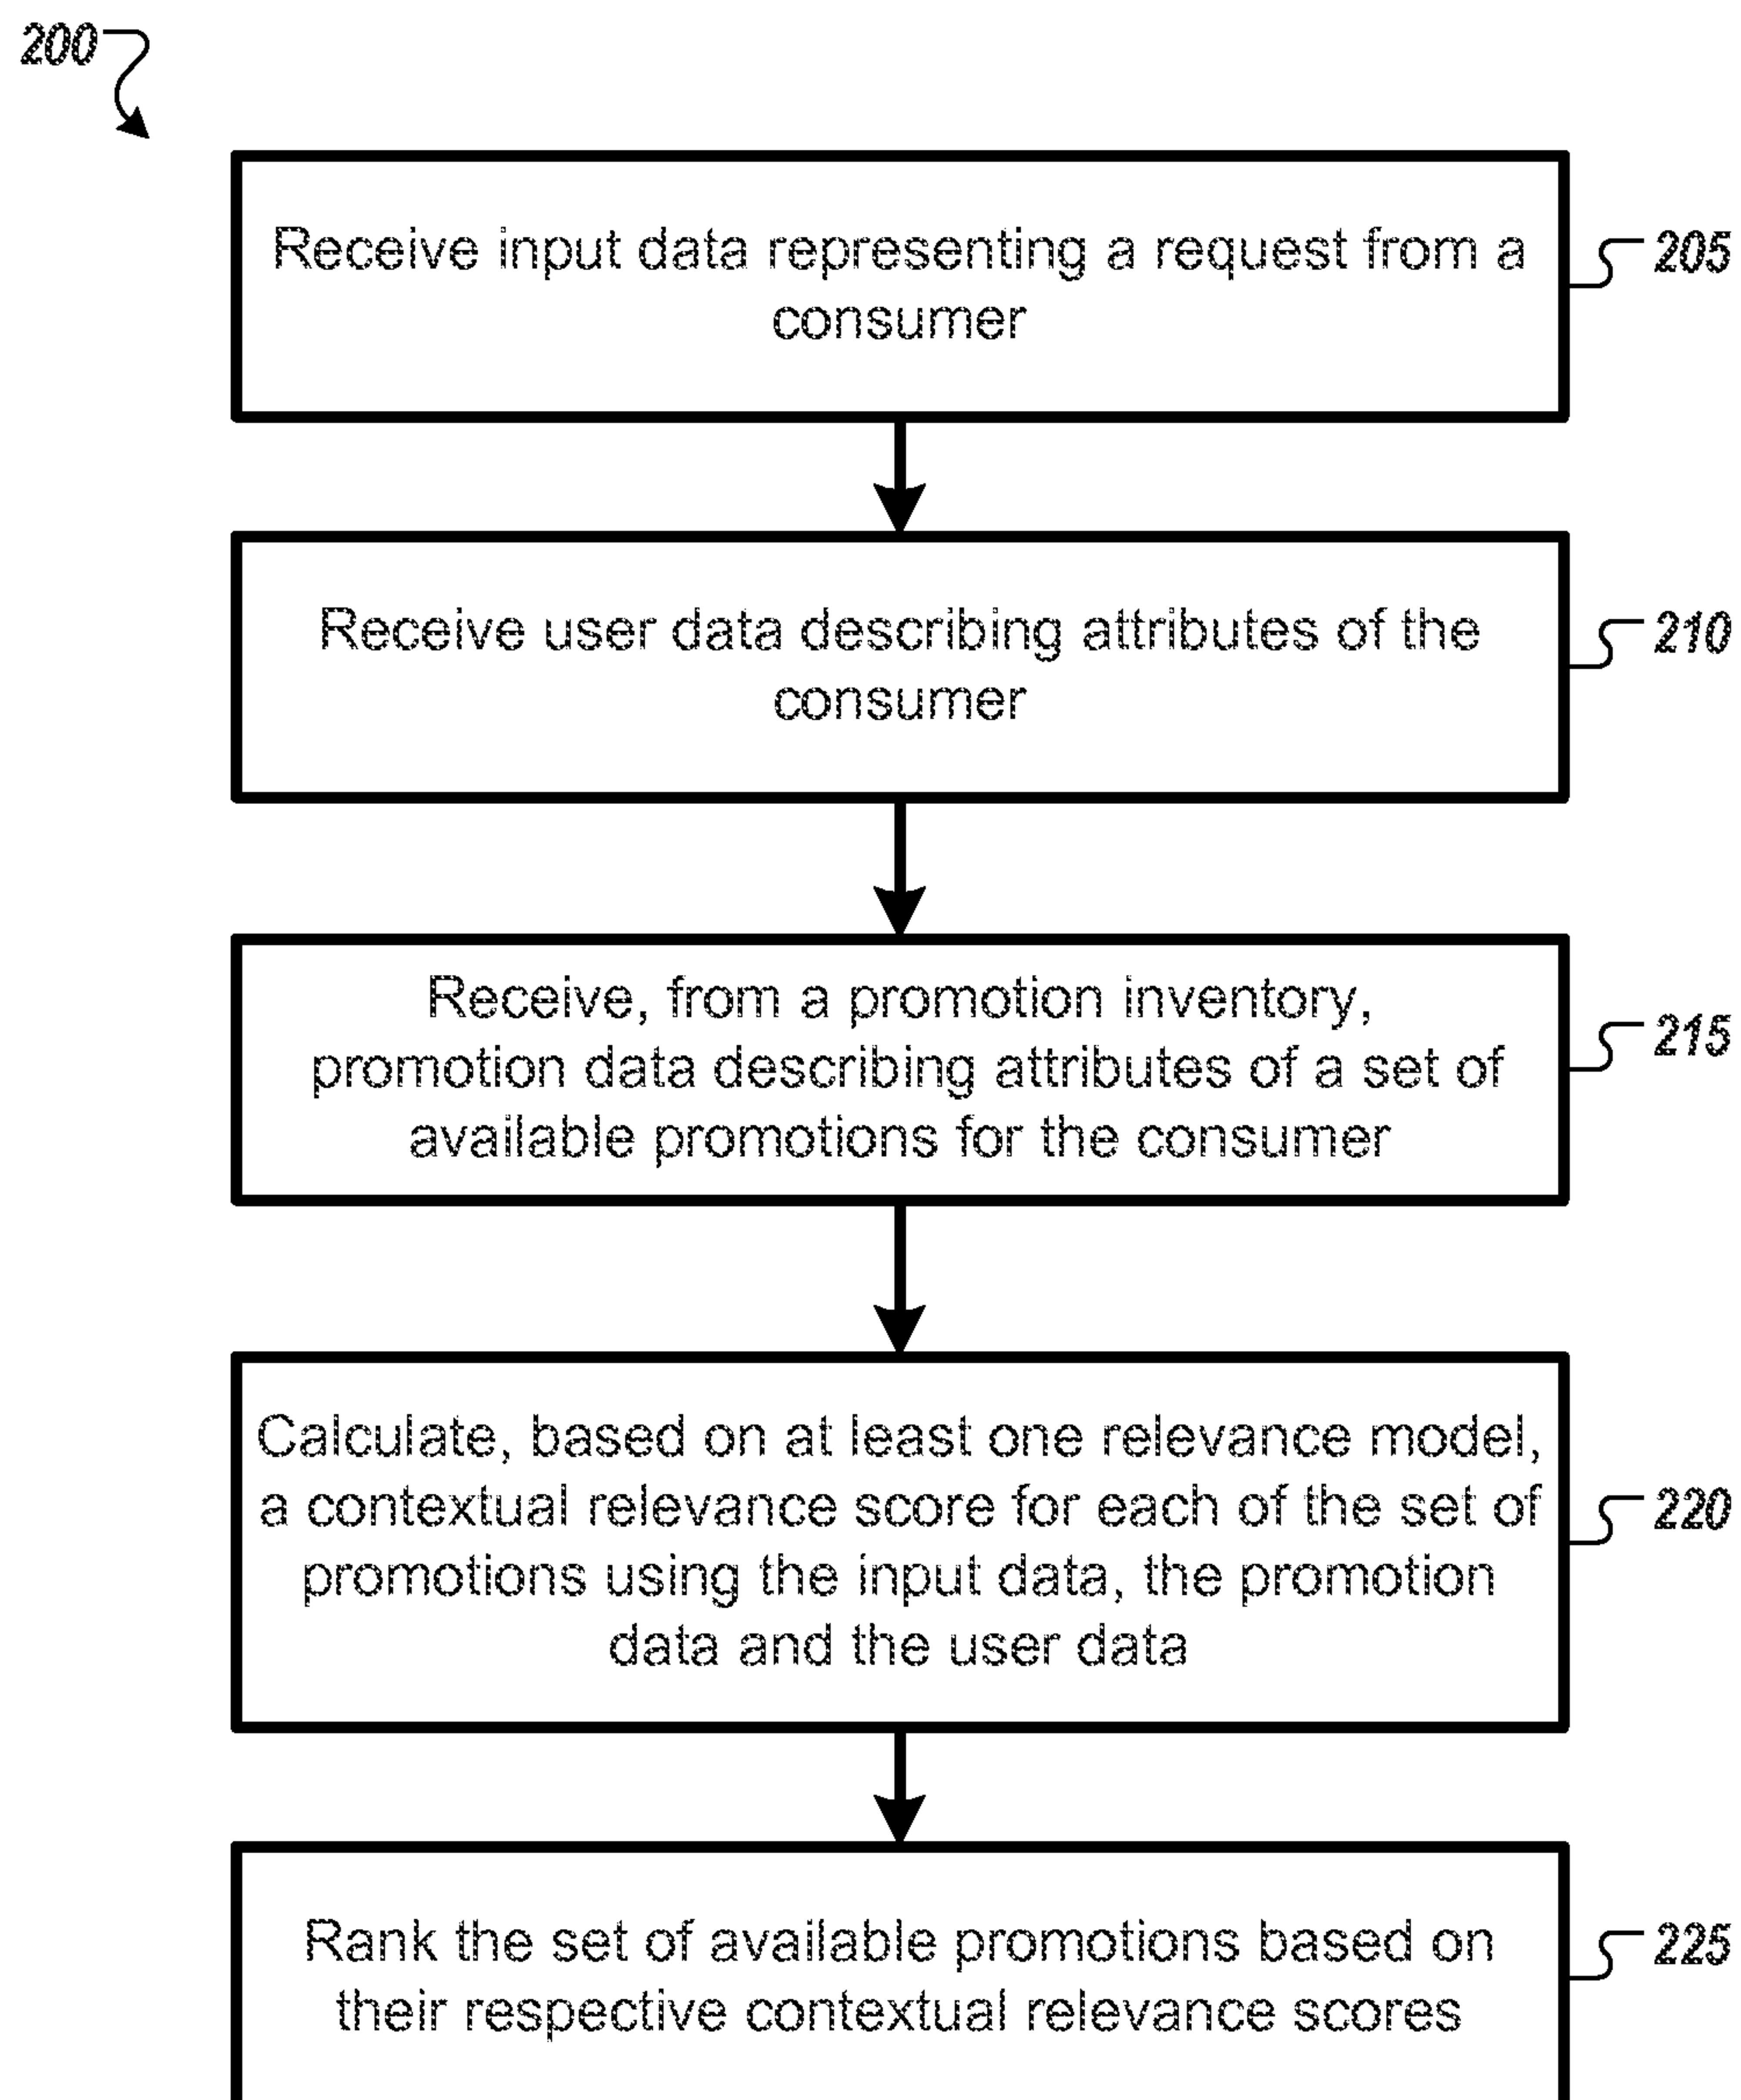 200
Receive input data representing a request from a
consumer
205
Receive user data describing attributes of the
consumer
210
Receive, from a promotion inventory,
promotion data describing attributes of a set of
available promotions for the consumer
215
Calculate, based on at least one relevance model,
a contextual relevance score for each of the set of
promotions using the input data, the promotion
data and the user data
220
Rank the set of available promotions based on
their respective contextual relevance scores
225